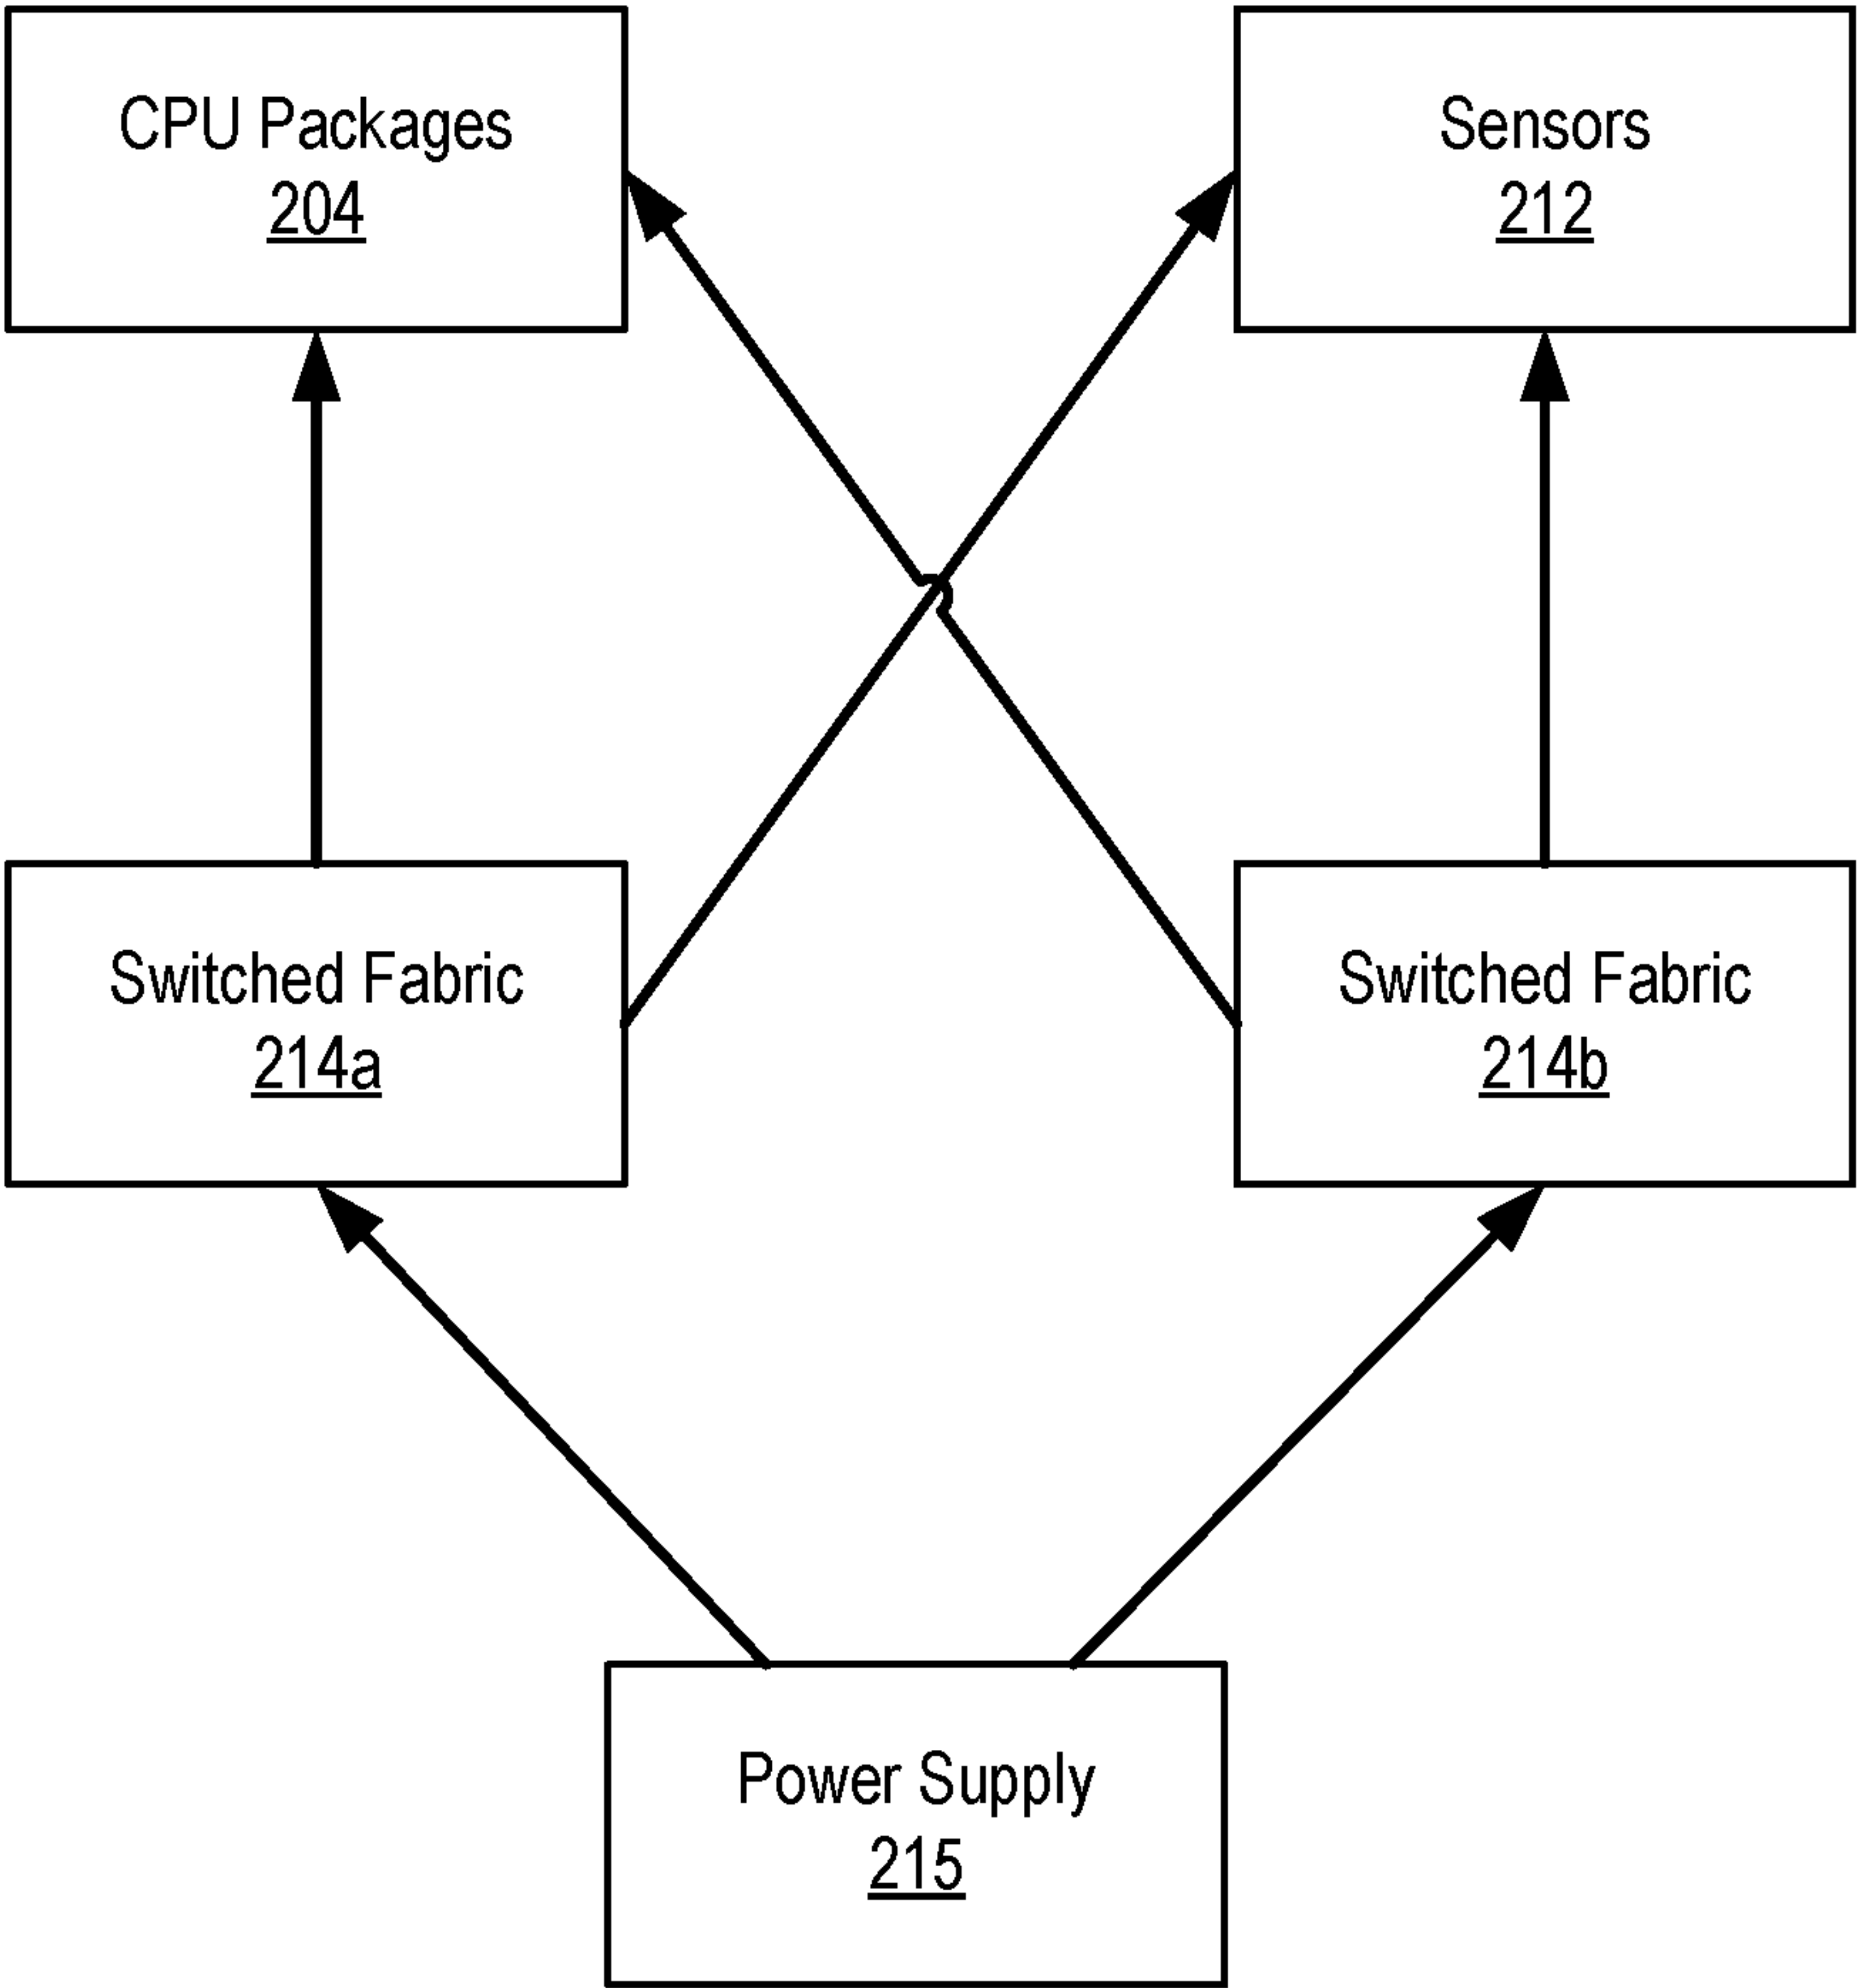 CPU Packages
204
Sensors
212
Switched Fabric
214a
Switched Fabric
214b
Power Supply
215